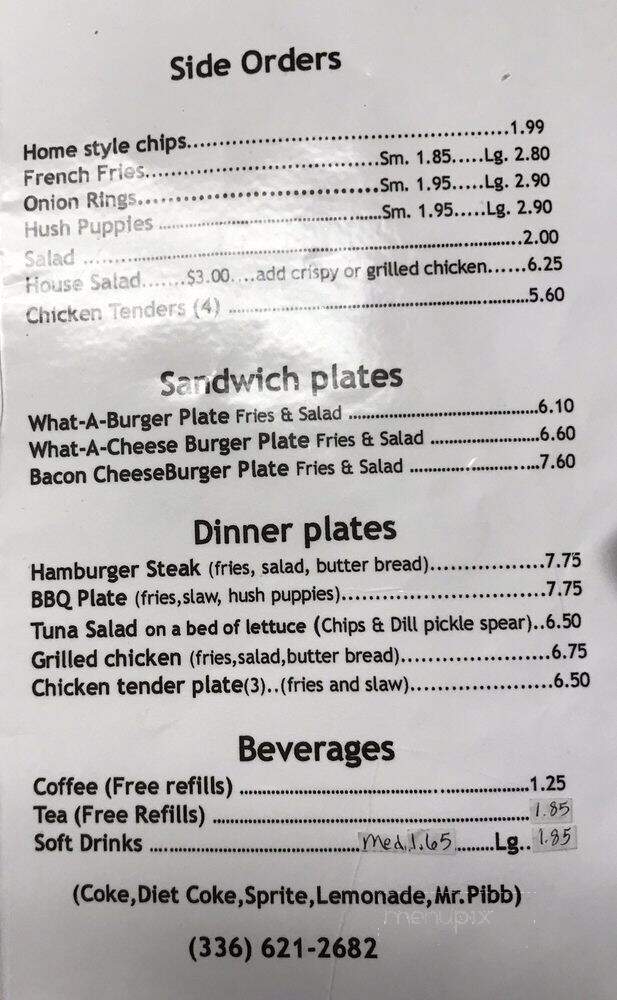 Side Orders
Home style chips..................................................1.99
French Fries....................................Sm. 1.85.....Lg. 2.80
Onion Rings....................................Sm. 1.95.....Lg. 2.90
Hush Puppies ....................................Sm. 1.95.....Lg. 2.90
Salad ..................................................2.00
House Salad.......$3.00....add crispy or grilled chicken......6.25
Chicken Tenders (4) ..................................................5.60
Sandwich plates
What-A-Burger Plate Fries & Salad ........................................6.10
What-A-Cheese Burger Plate Fries & Salad ..........................6.60
Bacon CheeseBurger Plate Fries & Salad ..............................7.60
Dinner plates
Hamburger Steak (fries, salad, butter bread)..................7.75
BBQ Plate (fries,slaw, hush puppies)................................7.75
Tuna Salad on a bed of lettuce (Chips & Dill pickle spear)..6.50
Grilled chicken (fries,salad,butter bread).......................6.75
Chicken tender plate(3)..(fries and slaw)......................6.50
Beverages
Coffee (Free refills) ..................................................1.25
Tea (Free Refills) .................................................. 1.85
Soft Drinks ........................................Med. 1.65........Lg.. 1.85
(Coke,Diet Coke,Sprite,Lemonade,Mr.Pibb)
menupix
(336) 621-2682